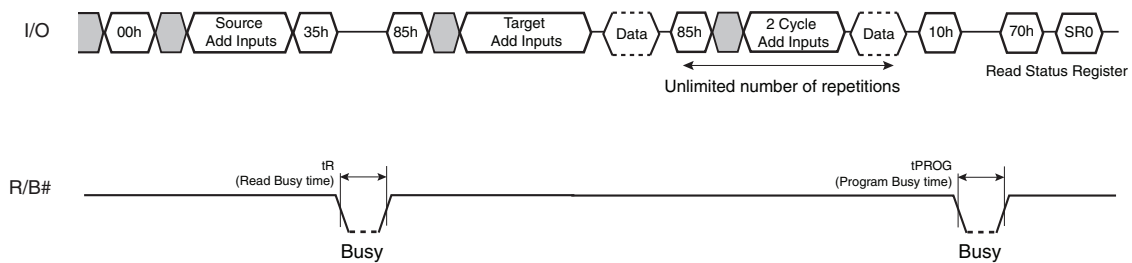 I/O
00h
Source
Add Inputs
35h
85h
Target
Add Inputs
Data
85h
2 Cycle
Add Inputs
Data
10h
70h
SR0
Unlimited number of repetitions
Read Status Register
R/B#
tR
(Read Busy time)
Busy
tPROG
(Program Busy time)
Busy